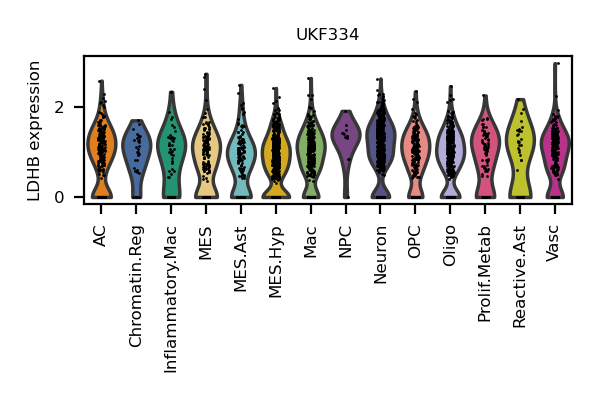 UKF334
LDHB expression
2
0
AC
Chromatin.Reg
Inflammatory.Mac
MES
MES.Ast
MES.Hyp
Mac
NPC
Neuron
OPC
Oligo
Prolif.Metab
Reactive.Ast
Vasc